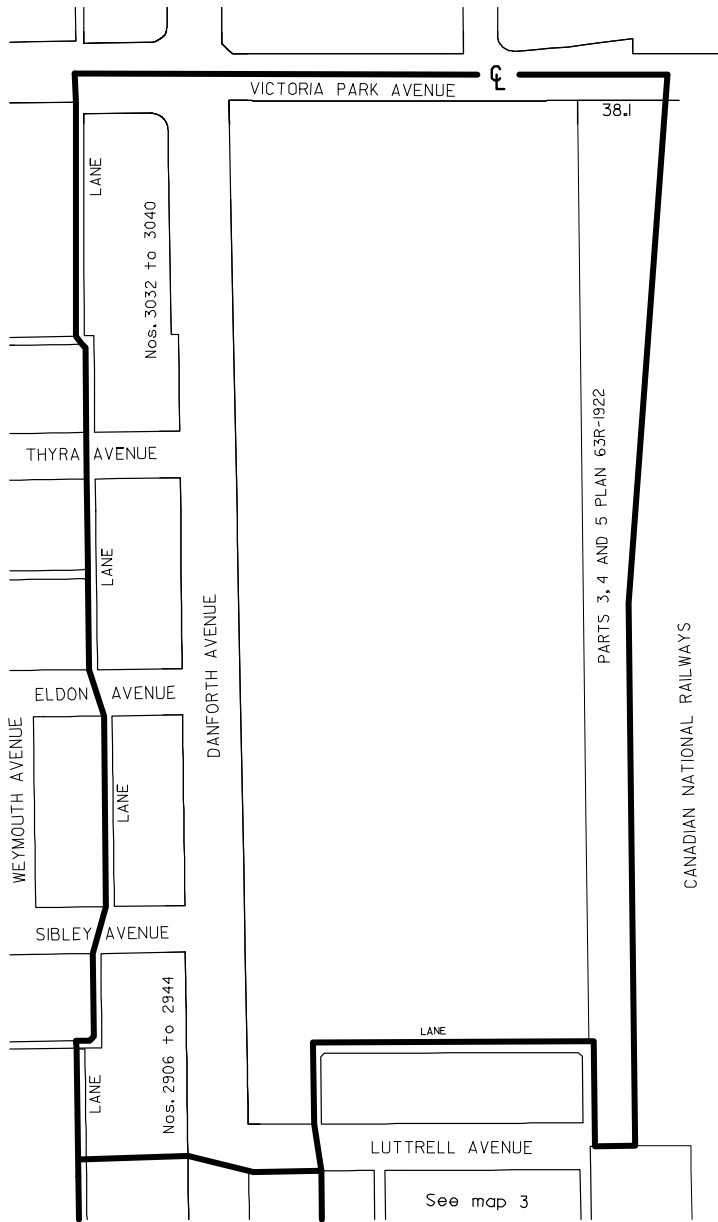 ℄
VICTORIA PARK AVENUE
38.1
LANE
Nos. 3032 to 3040
PARTS 3, 4 AND 5 PLAN 63R-1922
THYRA AVENUE
LANE
DANFORTH AVENUE
CANADIAN NATIONAL RAILWAYS
ELDON AVENUE
WEYMOUTH AVENUE
LANE
SIBLEY AVENUE
Nos. 2906 to 2944
LANE
LANE
LUTTRELL AVENUE
See map 3